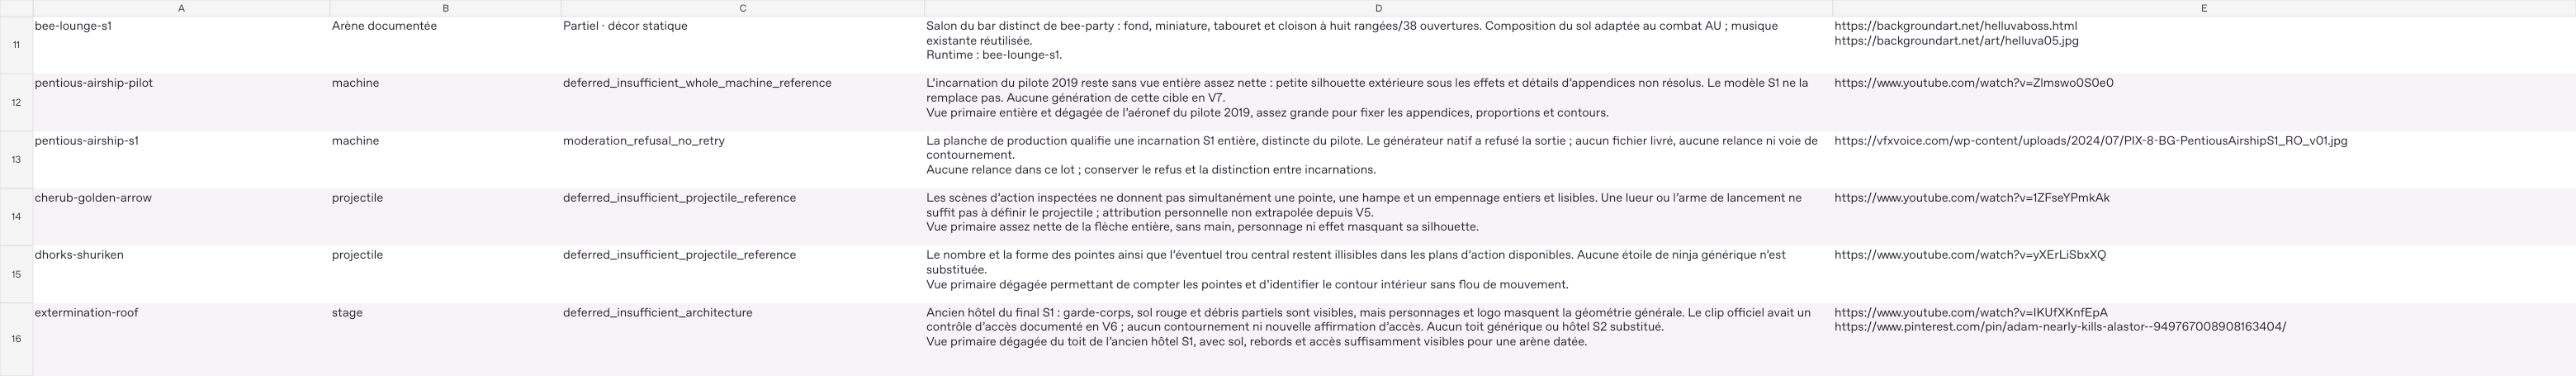 A B C D E
11 bee-lounge-s1 Arène documentée Partiel · décor statique Salon du bar distinct de bee-party : fond, miniature, tabouret et cloison à huit rangées/38 ouvertures. Composition du sol adaptée au combat AU ; musique https://backgroundart.net/helluvaboss.html
existante réutilisée. https://backgroundart.net/art/helluva05.jpg
Runtime : bee-lounge-s1.
12 pentious-airship-pilot machine deferred_insufficient_whole_machine_reference L'incarnation du pilote 2019 reste sans vue entière assez nette : petite silhouette extérieure sous les effets et détails d'appendices non résolus. Le modèle S1 ne la https://www.youtube.com/watch?v=Zlmswo0S0e0
remplace pas. Aucune génération de cette cible en V7.
Vue primaire entière et dégagée de l'aéronef du pilote 2019, assez grande pour fixer les appendices, proportions et contours.
13 pentious-airship-s1 machine moderation_refusal_no_retry La planche de production qualifie une incarnation S1 entière, distincte du pilote. Le générateur natif a refusé la sortie ; aucun fichier livré, aucune relance ni voie de https://vfxvoice.com/wp-content/uploads/2024/07/PIX-8-BG-PentiousAirshipS1_RO_v01.jpg
contournement.
Aucune relance dans ce lot ; conserver le refus et la distinction entre incarnations.
14 cherub-golden-arrow projectile deferred_insufficient_projectile_reference Les scènes d'action inspectées ne donnent pas simultanément une pointe, une hampe et un empennage entiers et lisibles. Une lueur ou l'arme de lancement ne https://www.youtube.com/watch?v=1ZFseYPmkAk
suffit pas à définir le projectile ; attribution personnelle non extrapolée depuis V5.
Vue primaire assez nette de la flèche entière, sans main, personnage ni effet masquant sa silhouette.
15 dhorks-shuriken projectile deferred_insufficient_projectile_reference Le nombre et la forme des pointes ainsi que l'éventuel trou central restent illisibles dans les plans d'action disponibles. Aucune étoile de ninja générique n'est https://www.youtube.com/watch?v=yXErLiSbxXQ
substituée.
Vue primaire dégagée permettant de compter les pointes et d'identifier le contour intérieur sans flou de mouvement.
16 extermination-roof stage deferred_insufficient_architecture Ancien hôtel du final S1 : garde-corps, sol rouge et débris partiels sont visibles, mais personnages et logo masquent la géométrie générale. Le clip officiel avait un https://www.youtube.com/watch?v=IKUfXKnfEpA
contrôle d'accès documenté en V6 ; aucun contournement ni nouvelle affirmation d'accès. Aucun toit générique ou hôtel S2 substitué. https://www.pinterest.com/pin/adam-nearly-kills-alastor--949767008908163404/
Vue primaire dégagée du toit de l'ancien hôtel S1, avec sol, rebords et accès suffisamment visibles pour une arène datée.